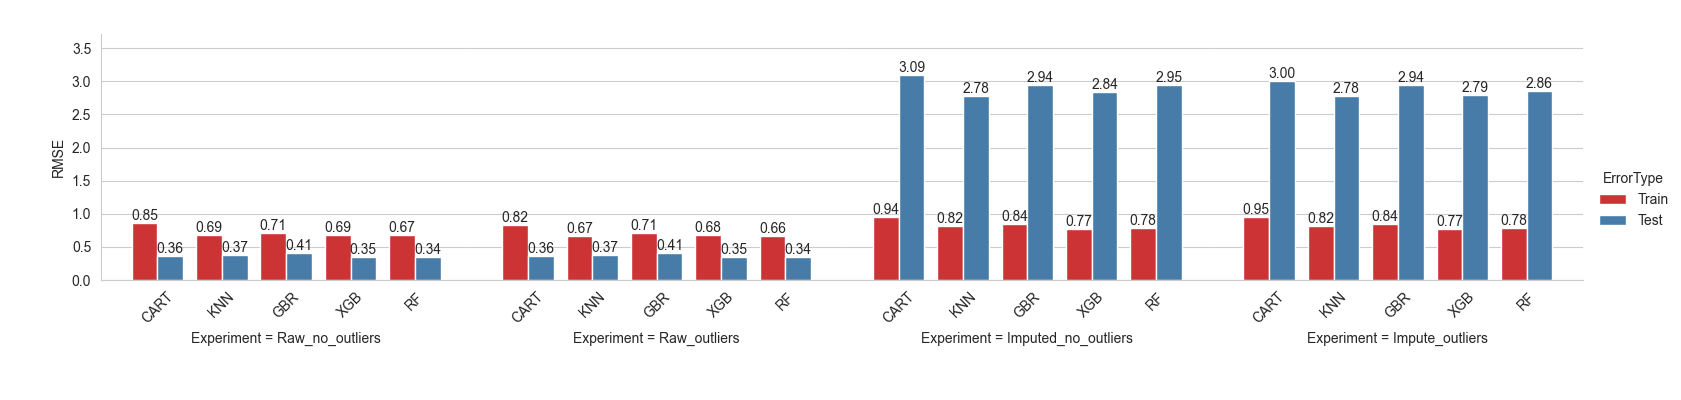 3.5
3.0
2.5
2.0
1.5
1.0
0.5
0.0
RMSE
0.85 0.36 0.69 0.37 0.71 0.41 0.69 0.35 0.67 0.34
CART KNN GBR XGB RF
Experiment = Raw_no_outliers
0.82 0.36 0.67 0.37 0.71 0.41 0.68 0.35 0.66 0.34
CART KNN GBR XGB RF
Experiment = Raw_outliers
0.94 3.09 0.82 2.78 0.84 2.94 0.77 2.84 0.78 2.95
CART KNN GBR XGB RF
Experiment = Imputed_no_outliers
0.95 3.00 0.82 2.78 0.84 2.94 0.77 2.79 0.78 2.86
CART KNN GBR XGB RF
Experiment = Impute_outliers
ErrorType
Train
Test